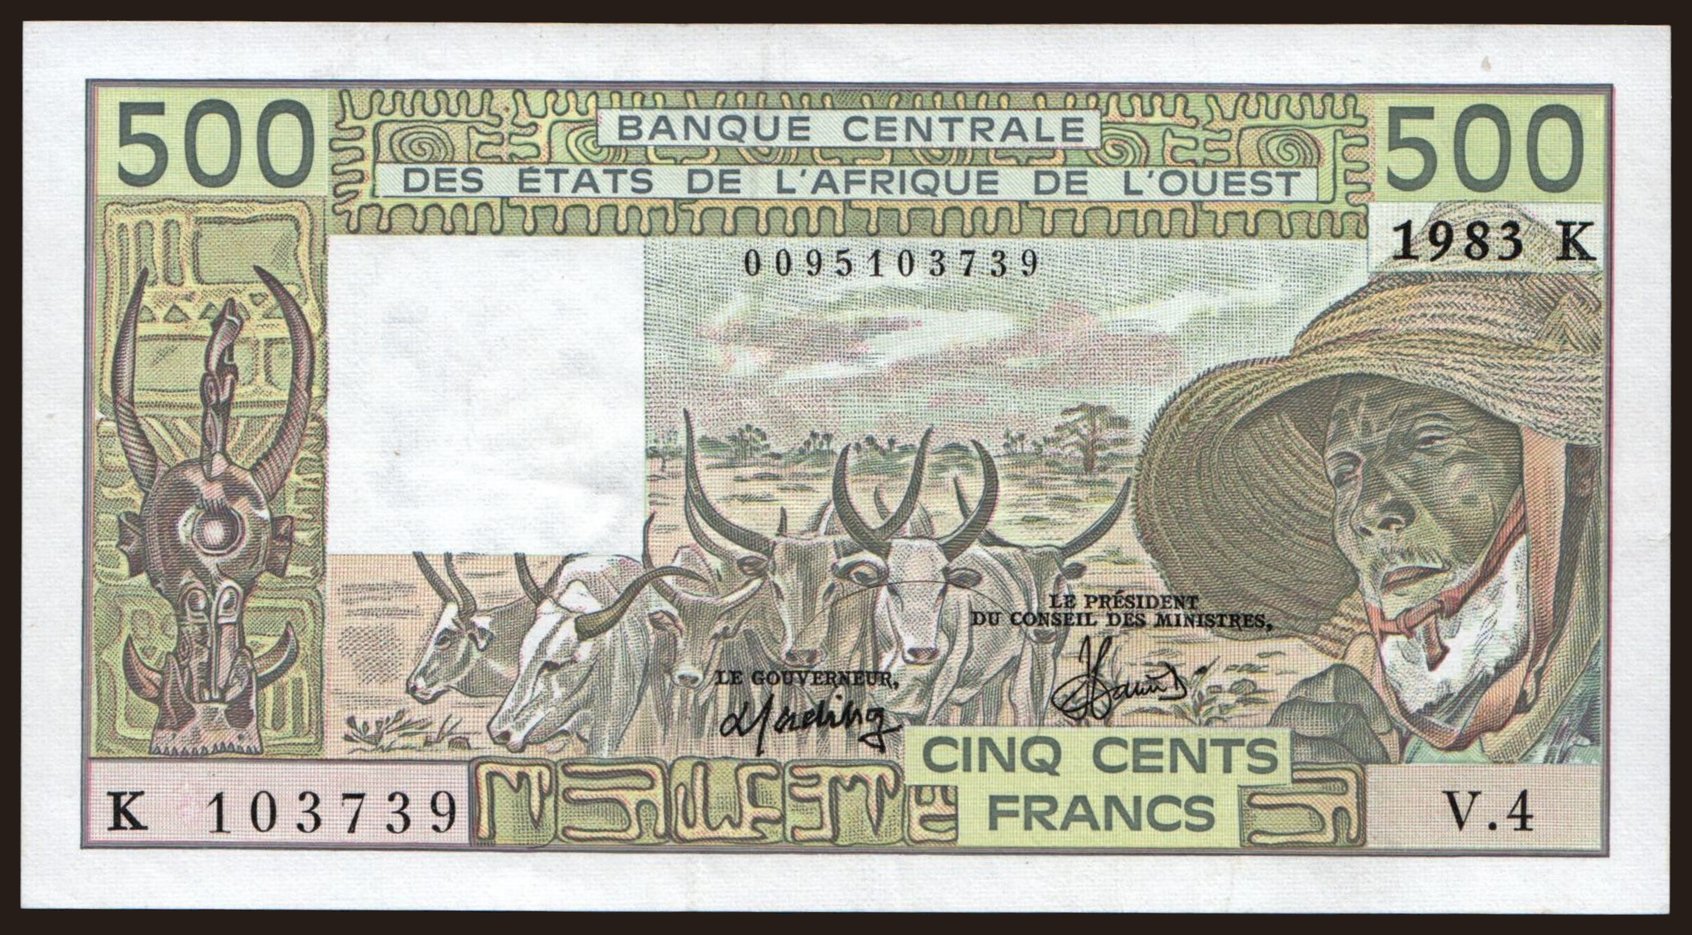 500
BANQUE CENTRALE
500
DES ÉTATS DE L'AFRIQUE DE L'OUEST
1983 K
0095103739
LE PRÉSIDENT
DU CONSEIL DES MINISTRES,
LE GOUVERNEUR,
CINQ CENTS
FRANCS
K 103739
V.4